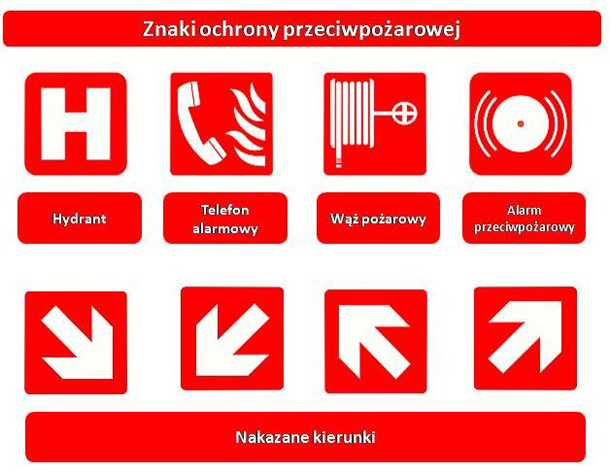 Znaki ochrony przeciwpożarowej
H
Hydrant
Telefon
alarmowy
Wąż pożarowy
Alarm
przeciwpożarowy
Nakazane kierunki